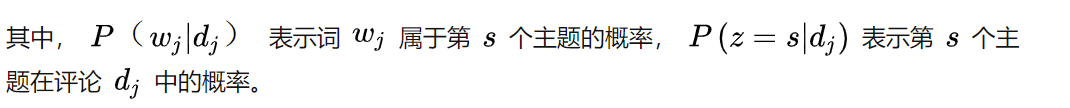 其中， P（w_j|d_j） 表示词 w_j 属于第 s 个主题的概率， P(z = s|d_j) 表示第 s 个主
题在评论 d_j 中的概率。